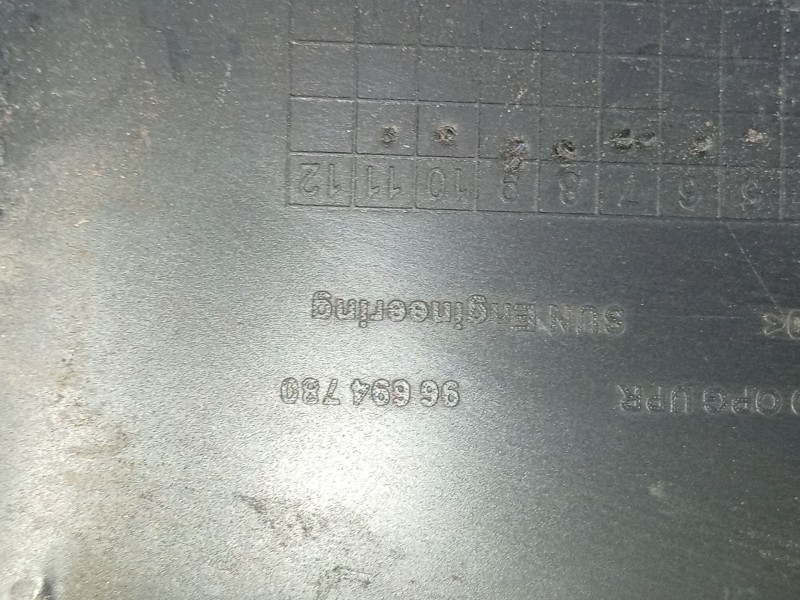 OPG UPR 96 694 780
SUN Engineering
5 6 7 8 9 10 11 12